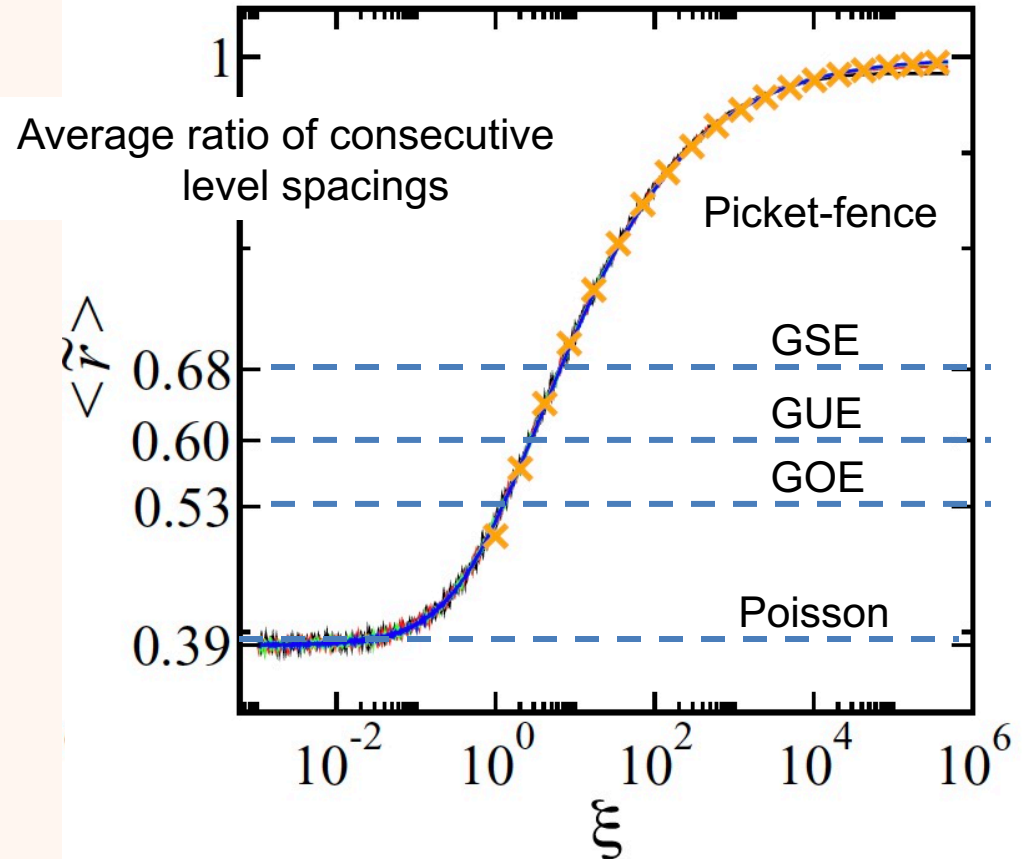 1
Average ratio of consecutive
level spacings
Picket-fence
<r̃>
GSE
0.68
GUE
0.60
GOE
0.53
Poisson
0.39
10⁻² 10⁰ 10² 10⁴ 10⁶
ξ